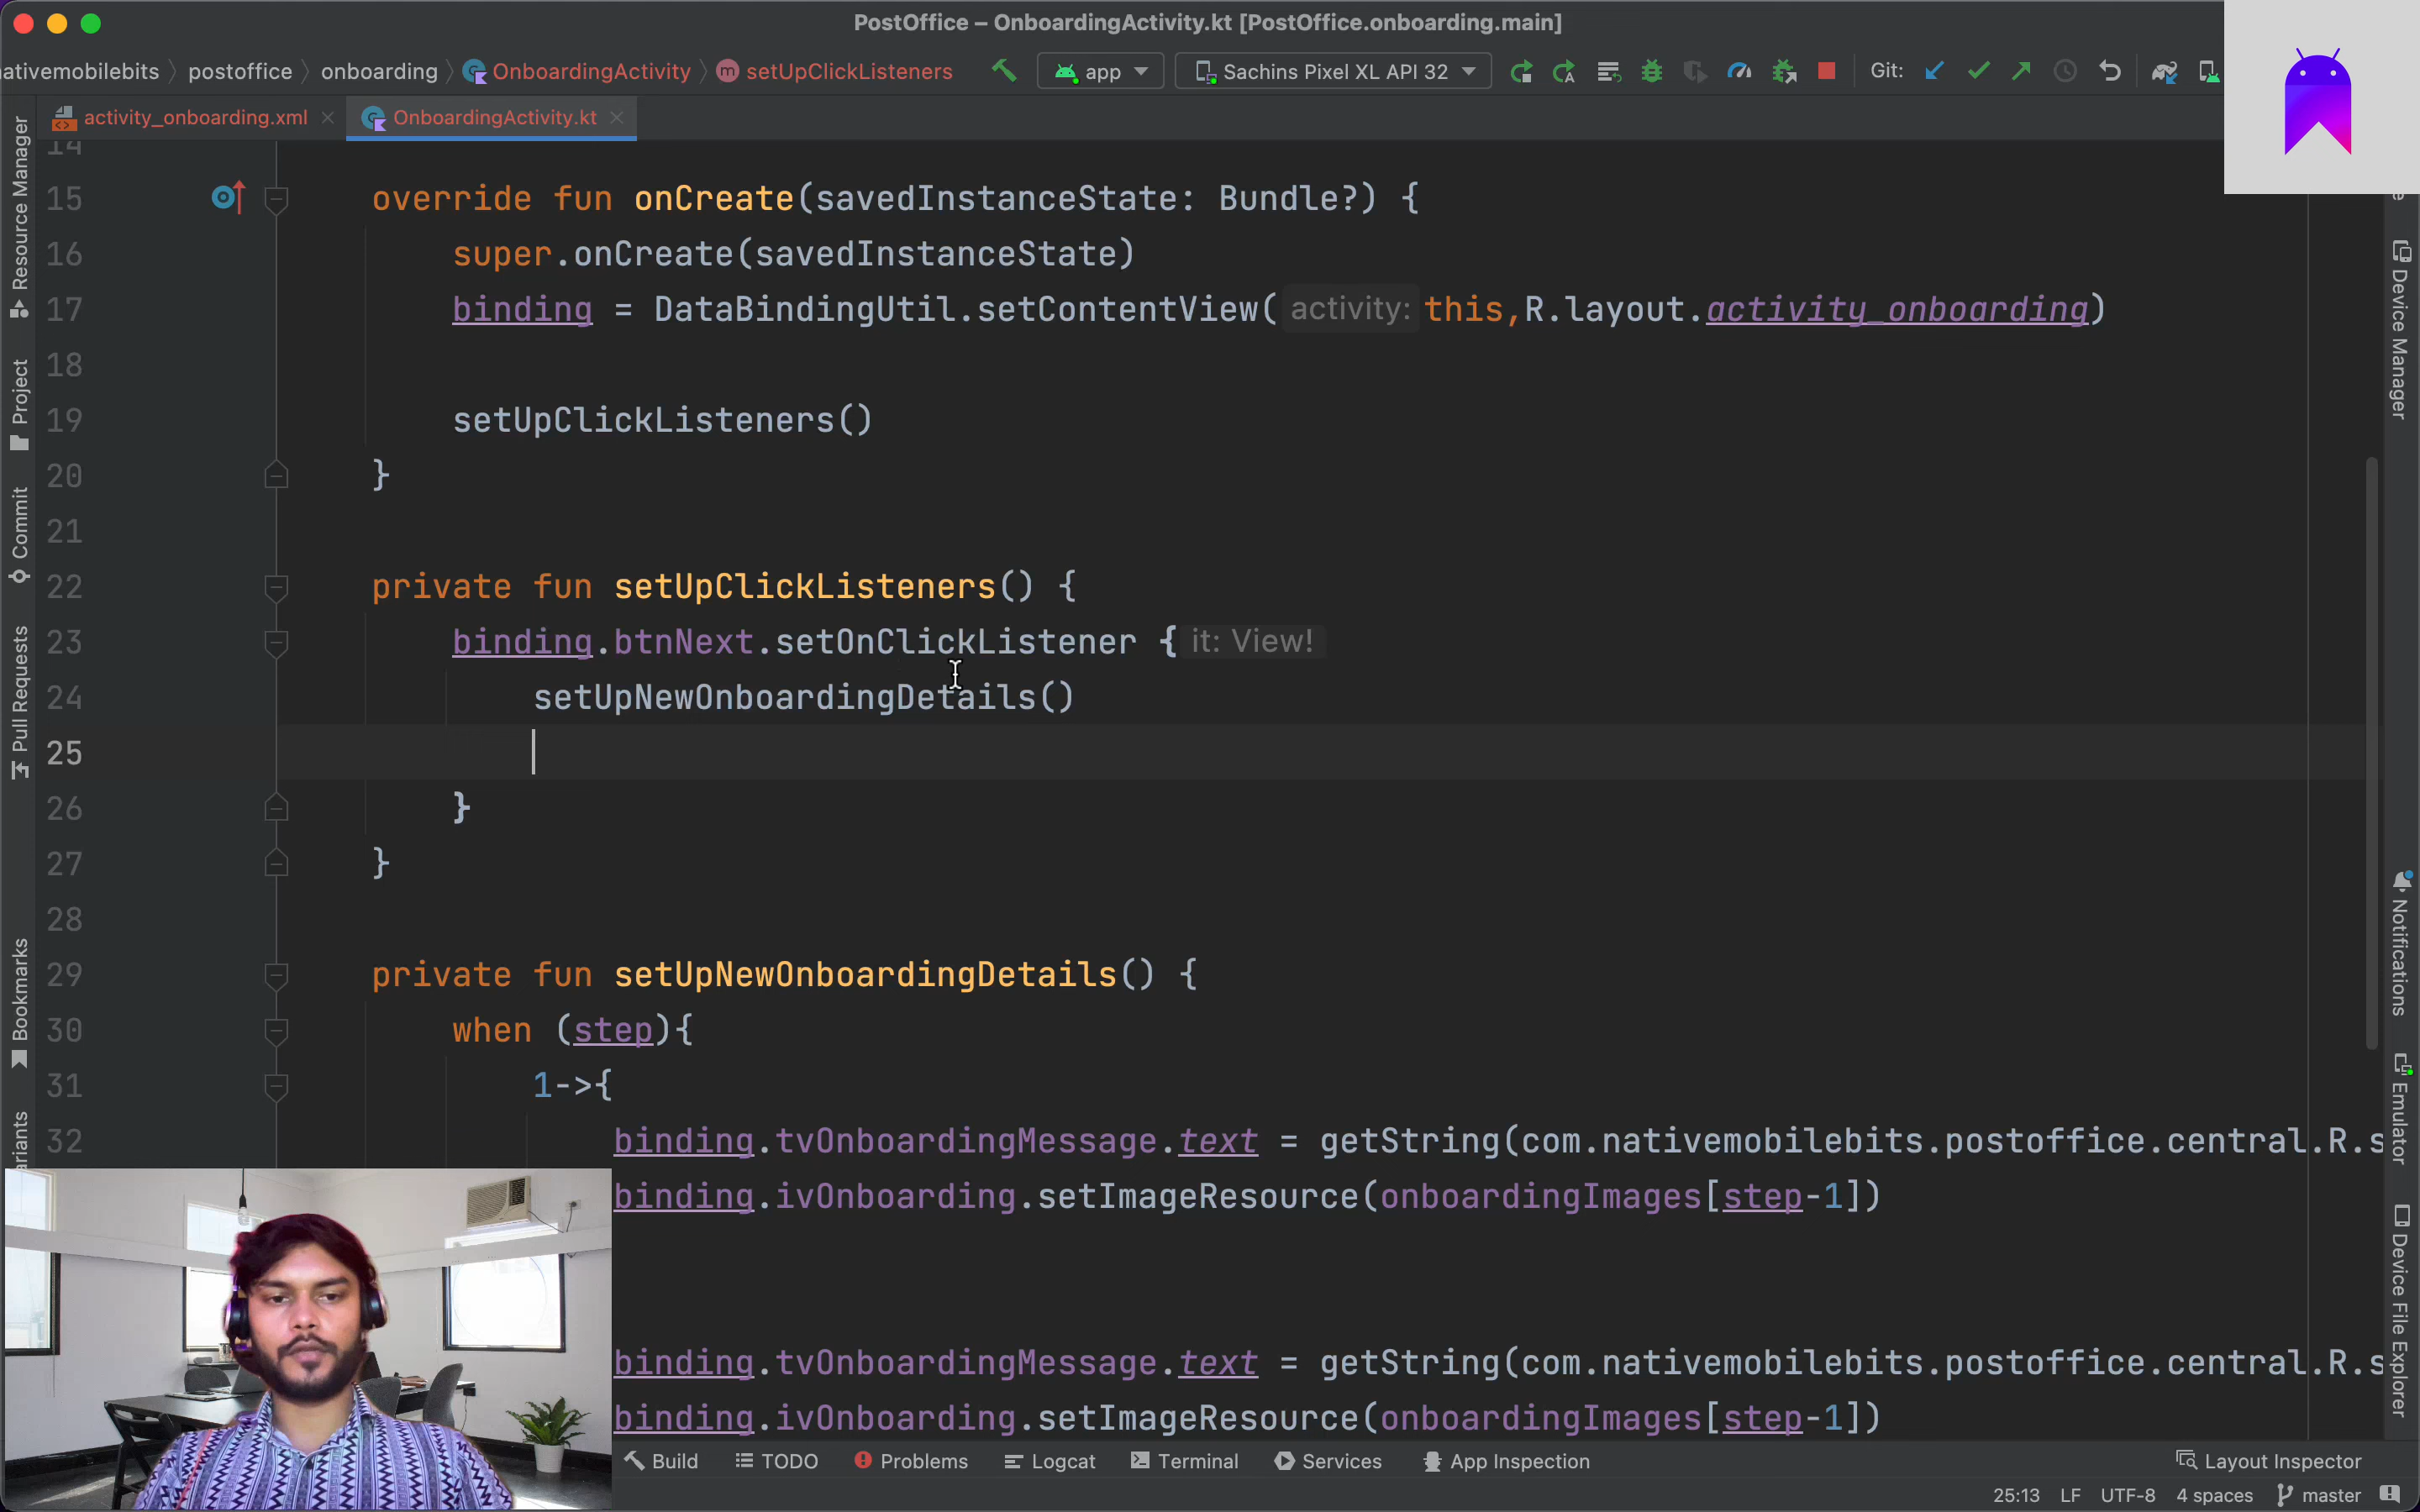 PostOffice – OnboardingActivity.kt [PostOffice.onboarding.main]
ativemobilebits postoffice onboarding OnboardingActivity setUpClickListeners app Sachins Pixel XL API 32 Git:
activity_onboarding.xml OnboardingActivity.kt
14
15 override fun onCreate(savedInstanceState: Bundle?) {
16 super.onCreate(savedInstanceState)
17 binding = DataBindingUtil.setContentView( activity: this,R.layout.activity_onboarding)
18
19 setUpClickListeners()
20 }
21
22 private fun setUpClickListeners() {
23 binding.btnNext.setOnClickListener { it: View!
24 setUpNewOnboardingDetails()
25
26 }
27 }
28
29 private fun setUpNewOnboardingDetails() {
30 when (step){
31 1->{
32 binding.tvOnboardingMessage.text = getString(com.nativemobilebits.postoffice.central.R.s
binding.ivOnboarding.setImageResource(onboardingImages[step-1])
binding.tvOnboardingMessage.text = getString(com.nativemobilebits.postoffice.central.R.s
binding.ivOnboarding.setImageResource(onboardingImages[step-1])
Resource Manager
Project
Commit
Pull Requests
Bookmarks
ariants
Device Manager
Notifications
Emulator
Device File Explorer
Build TODO Problems Logcat Terminal Services App Inspection Layout Inspector
25:13 LF UTF-8 4 spaces master